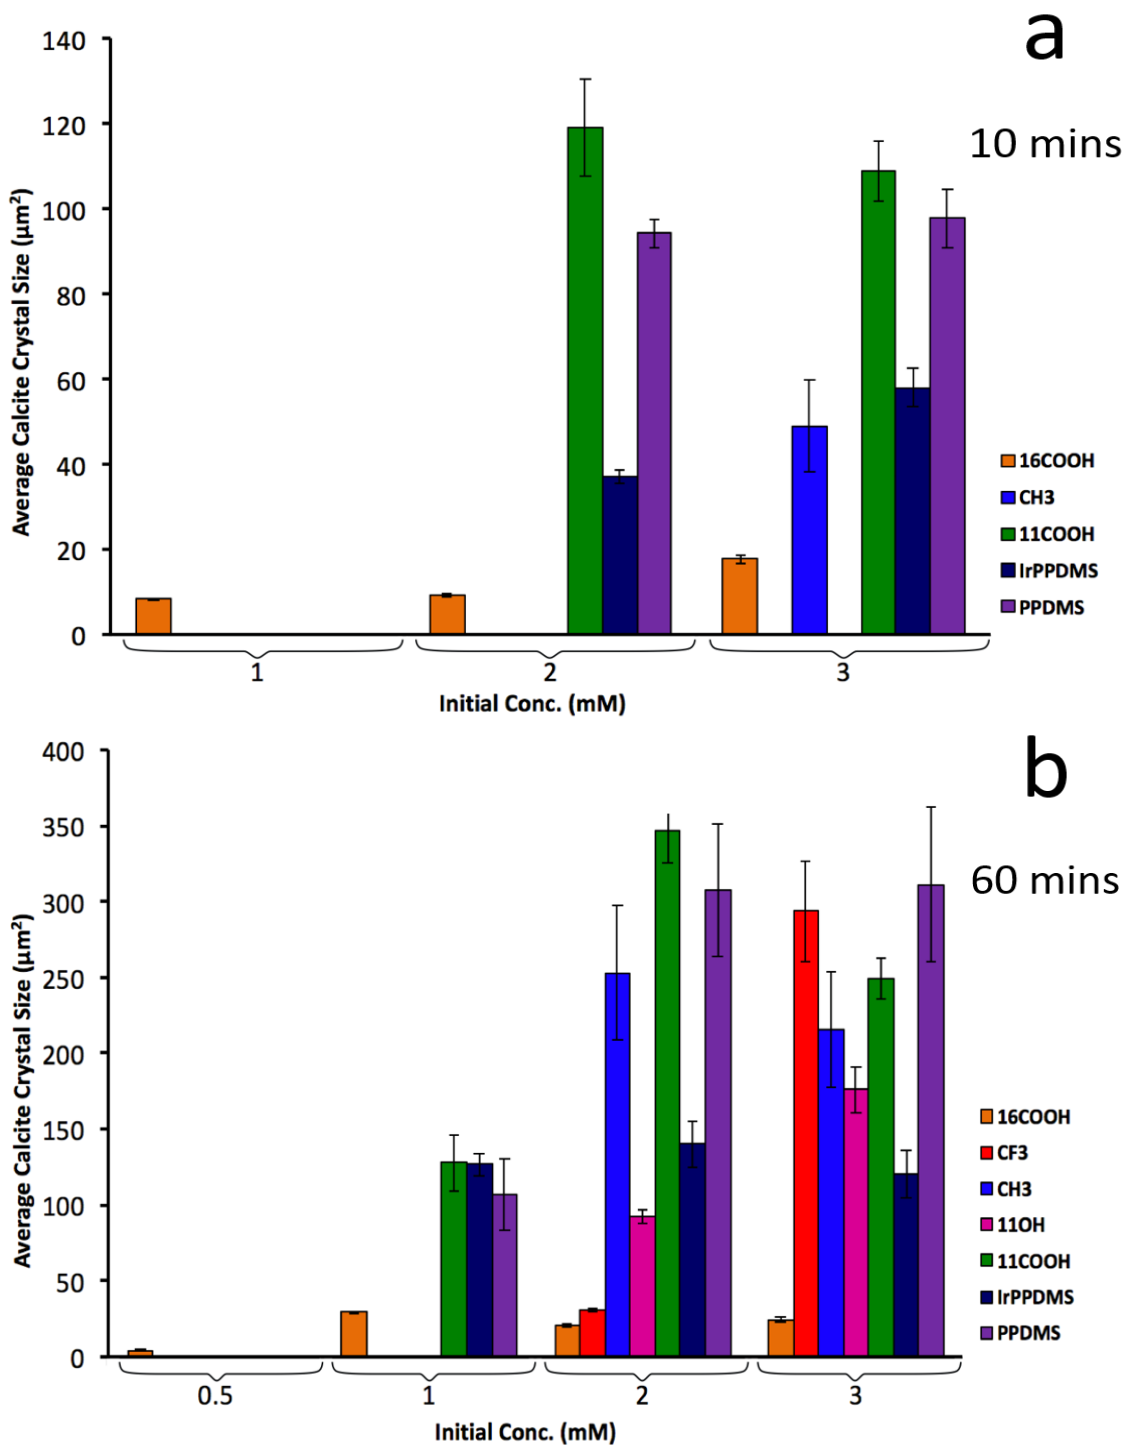 a
10 mins
140
120
100
80
60
40
20
0
Average Calcite Crystal Size (μm²)
16COOH
CH3
11COOH
IrPPDMS
PPDMS
1 2 3
Initial Conc. (mM)
b
60 mins
400
350
300
250
200
150
100
50
0
Average Calcite Crystal Size (μm²)
16COOH
CF3
CH3
11OH
11COOH
IrPPDMS
PPDMS
0.5 1 2 3
Initial Conc. (mM)